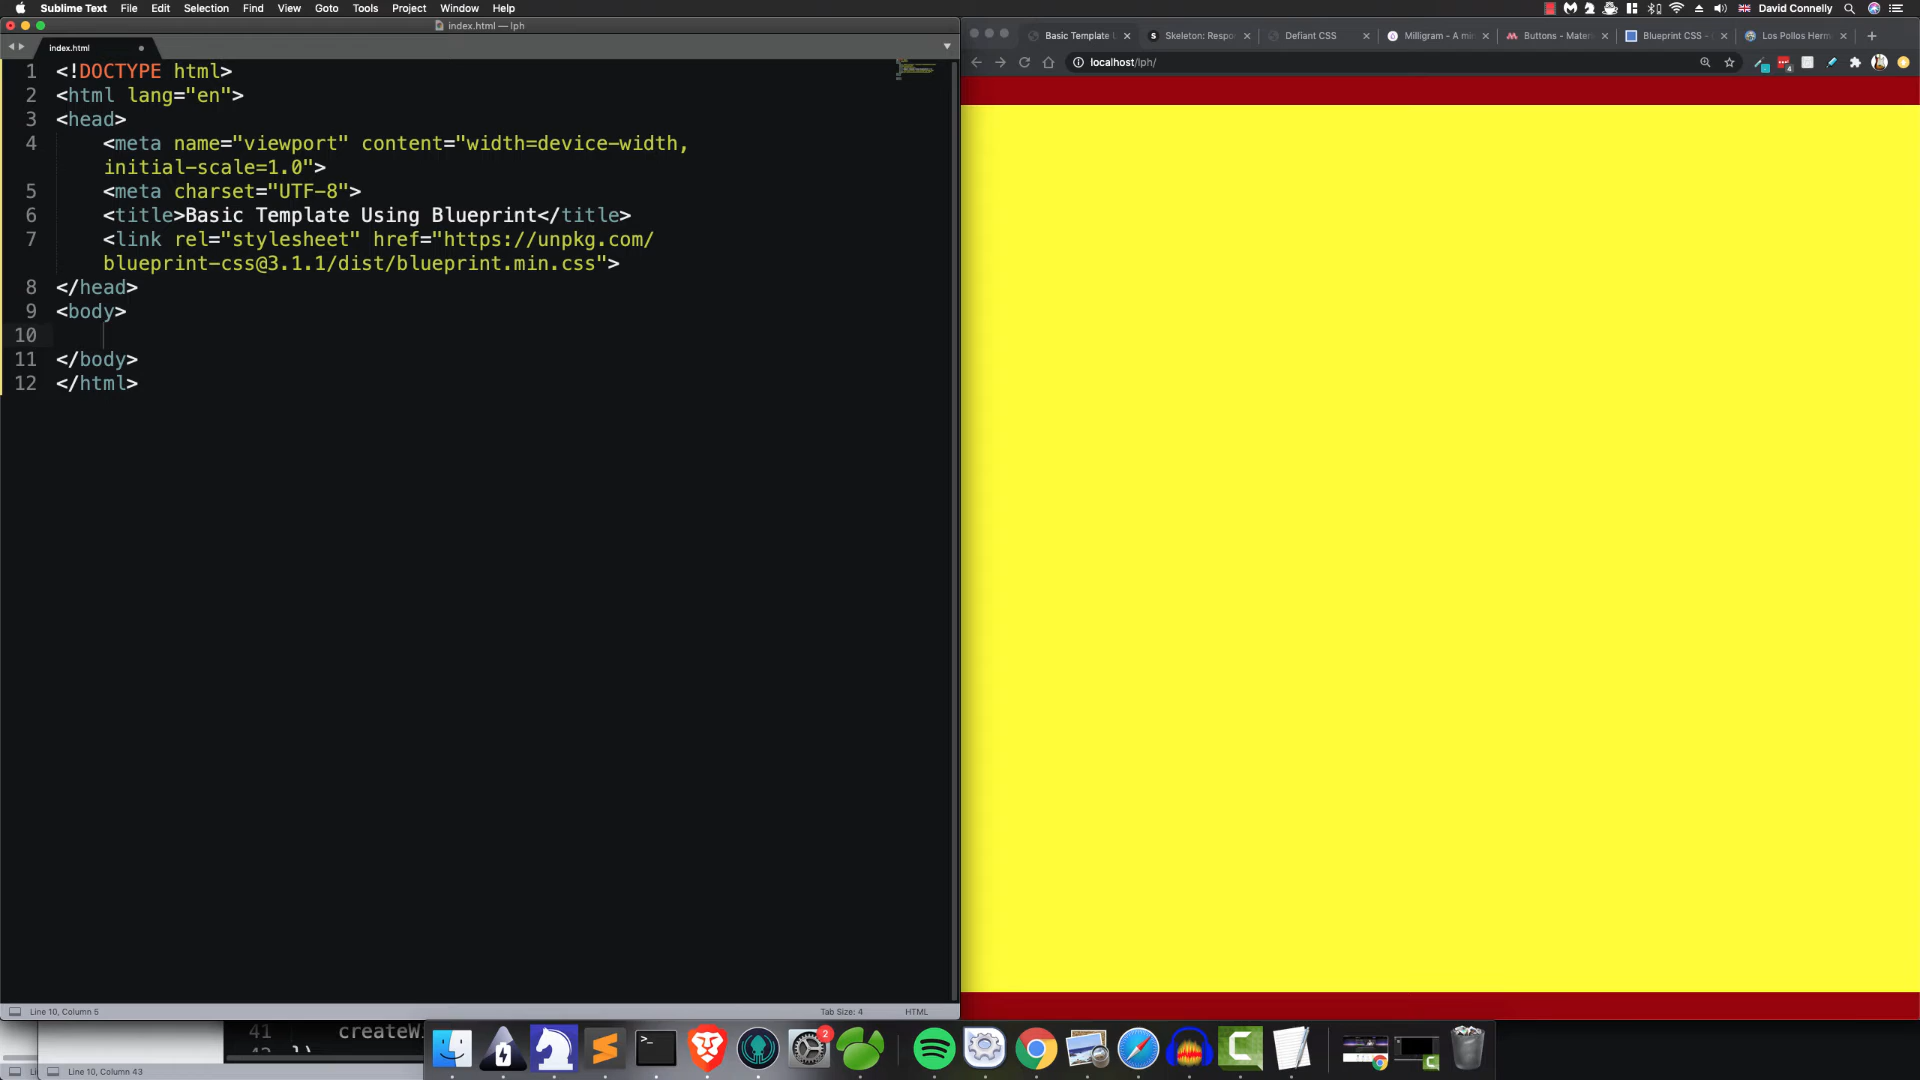 Sublime Text File Edit Selection Find View Goto Tools Project Window Help David Connelly
index.html — lph
index.html
1 <!DOCTYPE html>
2 <html lang="en">
3 <head>
4 <meta name="viewport" content="width=device-width,
initial-scale=1.0">
5 <meta charset="UTF-8">
6 <title>Basic Template Using Blueprint</title>
7 <link rel="stylesheet" href="https://unpkg.com/
blueprint-css@3.1.1/dist/blueprint.min.css">
8 </head>
9 <body>
10
11 </body>
12 </html>
Line 10, Column 5 Tab Size: 4 HTML
Basic Template Skeleton: Respo Defiant CSS Milligram - A mi Buttons - Mater Blueprint CSS - Los Pollos Herm
localhost/lph/
41 createW
42 })
Line 10, Column 43
2